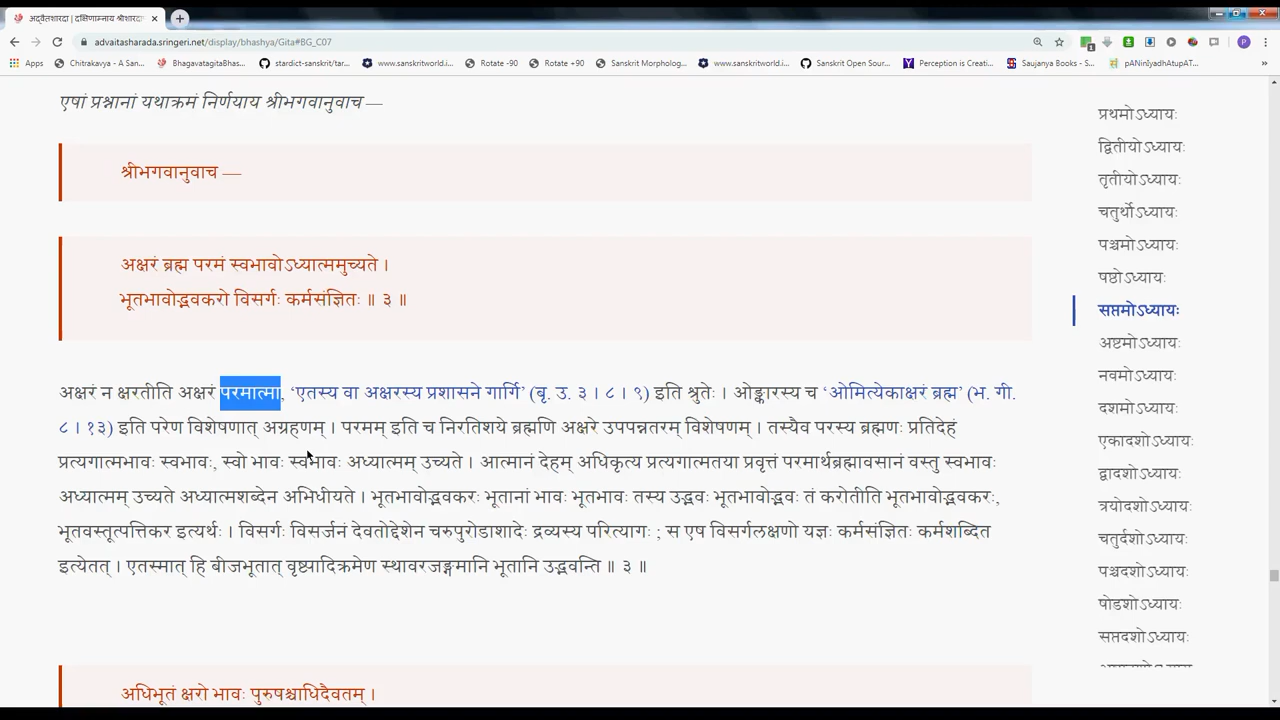 अद्वैतशारदा | दक्षिणाम्नाय श्रीशारदा
advaitasharada.sringeri.net/display/bhashya/Gita#BG_C07
Apps Chitrakavya - A San... BhagavatagitaBhas... stardict-sanskrit/tar... www.sanskritworld.i... Rotate -90 Rotate +90 Sanskrit Morpholog... www.sanskritworld.i... Sanskrit Open Sour... Perception is Creati... Saujanya Books - S... pANinIyadhAtupAT... »
एषां प्रश्नानां यथाक्रमं निर्णयाय श्रीभगवानुवाच —
श्रीभगवानुवाच —
अक्षरं ब्रह्म परमं स्वभावोऽध्यात्ममुच्यते ।
भूतभावोद्भवकरो विसर्गः कर्मसंज्ञितः ॥ ३ ॥
अक्षरं न क्षरतीति अक्षरं परमात्मा, ‘एतस्य वा अक्षरस्य प्रशासने गार्गि’ (बृ. उ. ३ । ८ । ९) इति श्रुतेः । ओङ्कारस्य च ‘ओमित्येकाक्षरं ब्रह्म’ (भ. गी.
८ । १३) इति परेण विशेषणात् अग्रहणम् । परमम् इति च निरतिशये ब्रह्मणि अक्षरे उपपन्नतरम् विशेषणम् । तस्यैव परस्य ब्रह्मणः प्रतिदेहं
प्रत्यगात्मभावः स्वभावः, स्वो भावः स्वभावः अध्यात्मम् उच्यते । आत्मानं देहम् अधिकृत्य प्रत्यगात्मतया प्रवृत्तं परमार्थब्रह्मावसानं वस्तु स्वभावः
अध्यात्मम् उच्यते अध्यात्मशब्देन अभिधीयते । भूतभावोद्भवकरः भूतानां भावः भूतभावः तस्य उद्भवः भूतभावोद्भवः तं करोतीति भूतभावोद्भवकरः,
भूतवस्तूत्पत्तिकर इत्यर्थः । विसर्गः विसर्जनं देवतोद्देशेन चरुपुरोडाशादेः द्रव्यस्य परित्यागः ; स एष विसर्गलक्षणो यज्ञः कर्मसंज्ञितः कर्मशब्दित
इत्येतत् । एतस्मात् हि बीजभूतात् वृष्ट्यादिक्रमेण स्थावरजङ्गमानि भूतानि उद्भवन्ति ॥ ३ ॥
अधिभूतं क्षरो भावः पुरुषश्चाधिदैवतम् ।
प्रथमोऽध्यायः
द्वितीयोऽध्यायः
तृतीयोऽध्यायः
चतुर्थोऽध्यायः
पञ्चमोऽध्यायः
षष्ठोऽध्यायः
सप्तमोऽध्यायः
अष्टमोऽध्यायः
नवमोऽध्यायः
दशमोऽध्यायः
एकादशोऽध्यायः
द्वादशोऽध्यायः
त्रयोदशोऽध्यायः
चतुर्दशोऽध्यायः
पञ्चदशोऽध्यायः
षोडशोऽध्यायः
सप्तदशोऽध्यायः